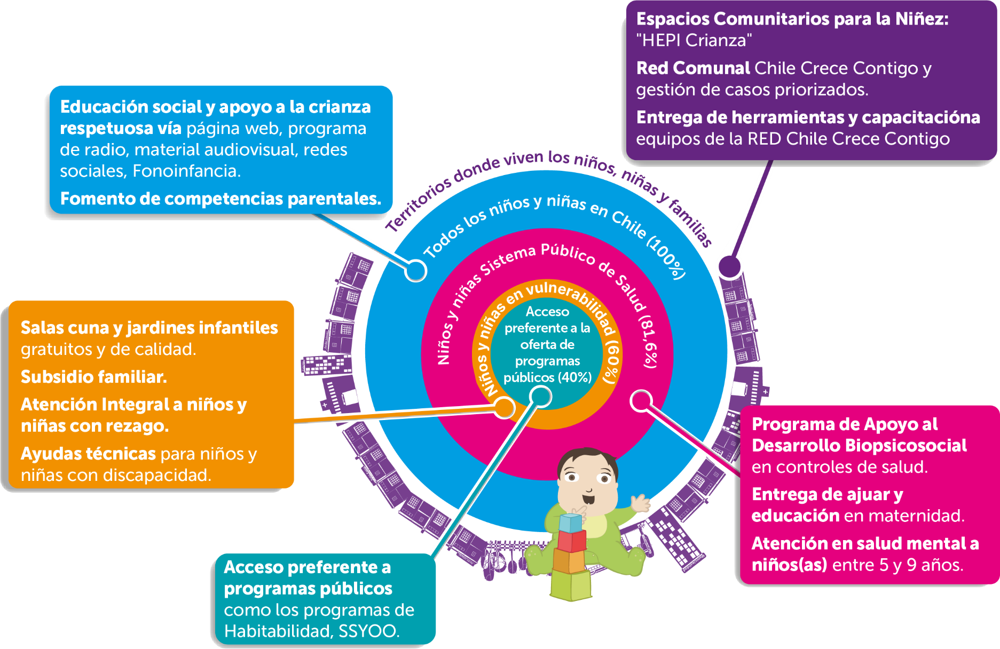 Espacios Comunitarios para la Niñez:
"HEPI Crianza"
Red Comunal Chile Crece Contigo y
gestión de casos priorizados.
Entrega de herramientas y capacitacióna
equipos de la RED Chile Crece Contigo
Educación social y apoyo a la crianza
respetuosa vía página web, programa
de radio, material audiovisual, redes
sociales, Fonoinfancia.
Fomento de competencias parentales.
Territorios donde viven los niños, niñas y familias
Todos los niños y niñas en Chile (100%)
Niños y niñas Sistema Público de Salud (81,6%)
Niños y niñas en vulnerabilidad (60%)
Acceso
preferente a la
oferta de
programas
públicos (40%)
Salas cuna y jardines infantiles
gratuitos y de calidad.
Subsidio familiar.
Atención Integral a niños y
niñas con rezago.
Ayudas técnicas para niños y
niñas con discapacidad.
Programa de Apoyo al
Desarrollo Biopsicosocial
en controles de salud.
Entrega de ajuar y
educación en maternidad.
Atención en salud mental a
niños(as) entre 5 y 9 años.
Acceso preferente a
programas públicos
como los programas de
Habitabilidad, SSYOO.